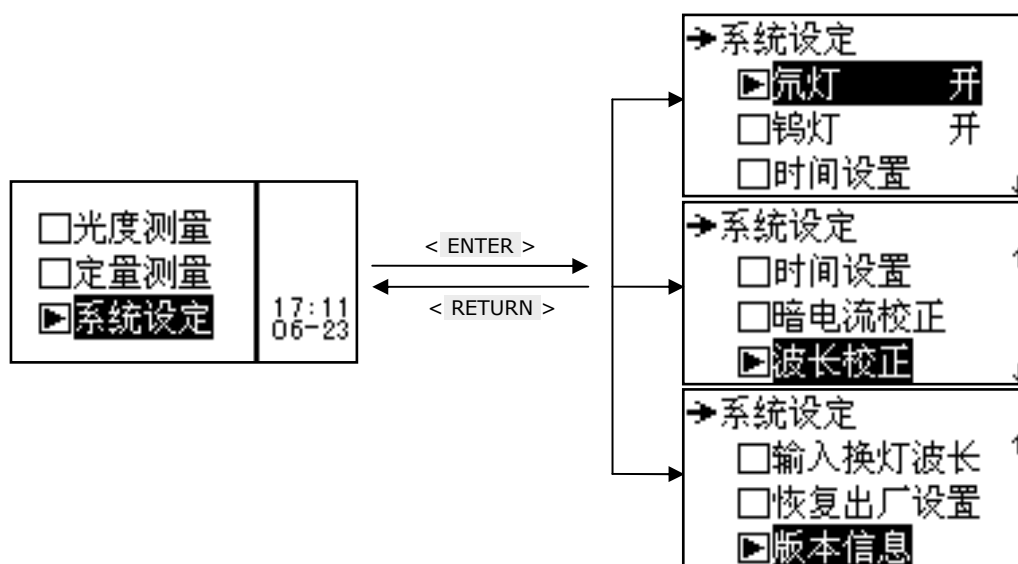 光度测量
定量测量
系统设定
17:11
06-23
< ENTER >
< RETURN >
系统设定
氘灯 开
钨灯 开
时间设置
系统设定
时间设置
暗电流校正
波长校正
系统设定
输入换灯波长
恢复出厂设置
版本信息